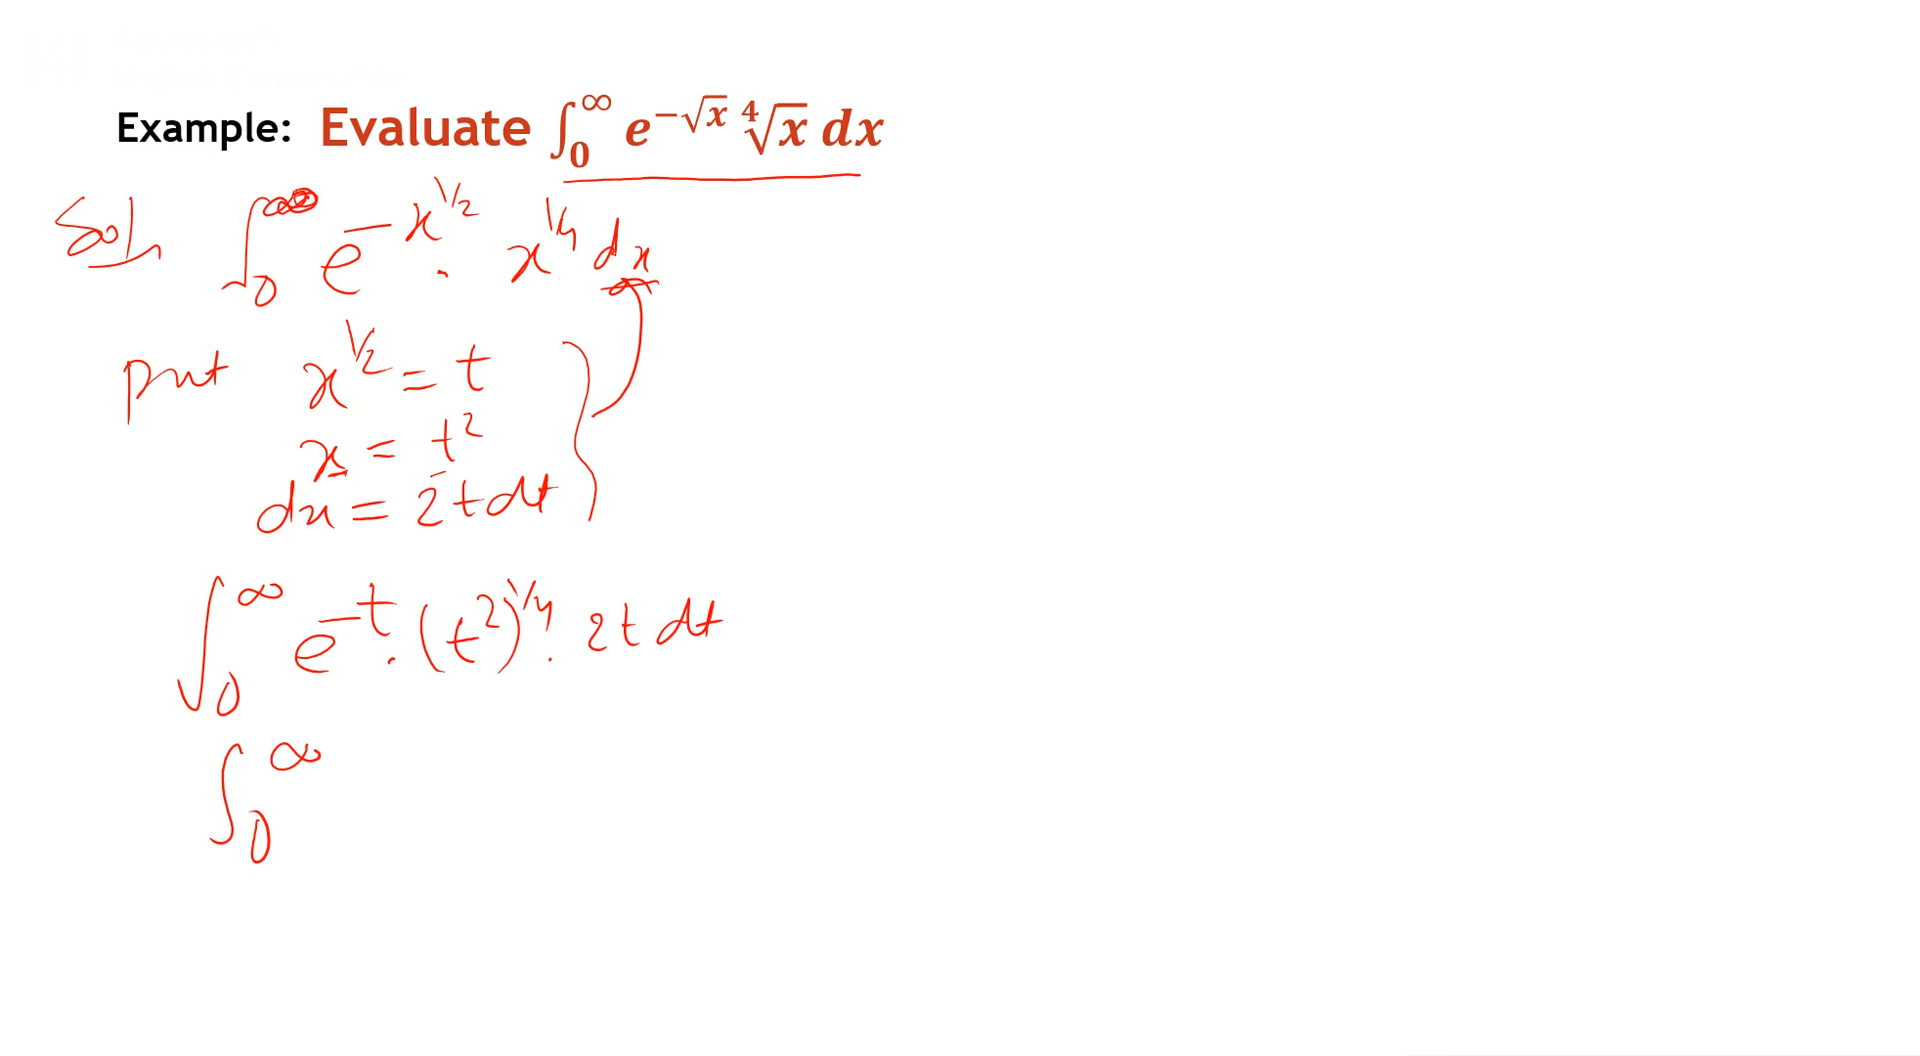 Example: Evaluate ∫₀^∞ e^{-√x} ∜x dx
Soln ∫₀^∞ e^{-x^{1/2}} . x^{1/4} dx
put x^{1/2} = t
x = t²
dx = 2t dt
∫₀^∞ e^{-t} . (t²)^{1/4} . 2t dt
∫₀^∞